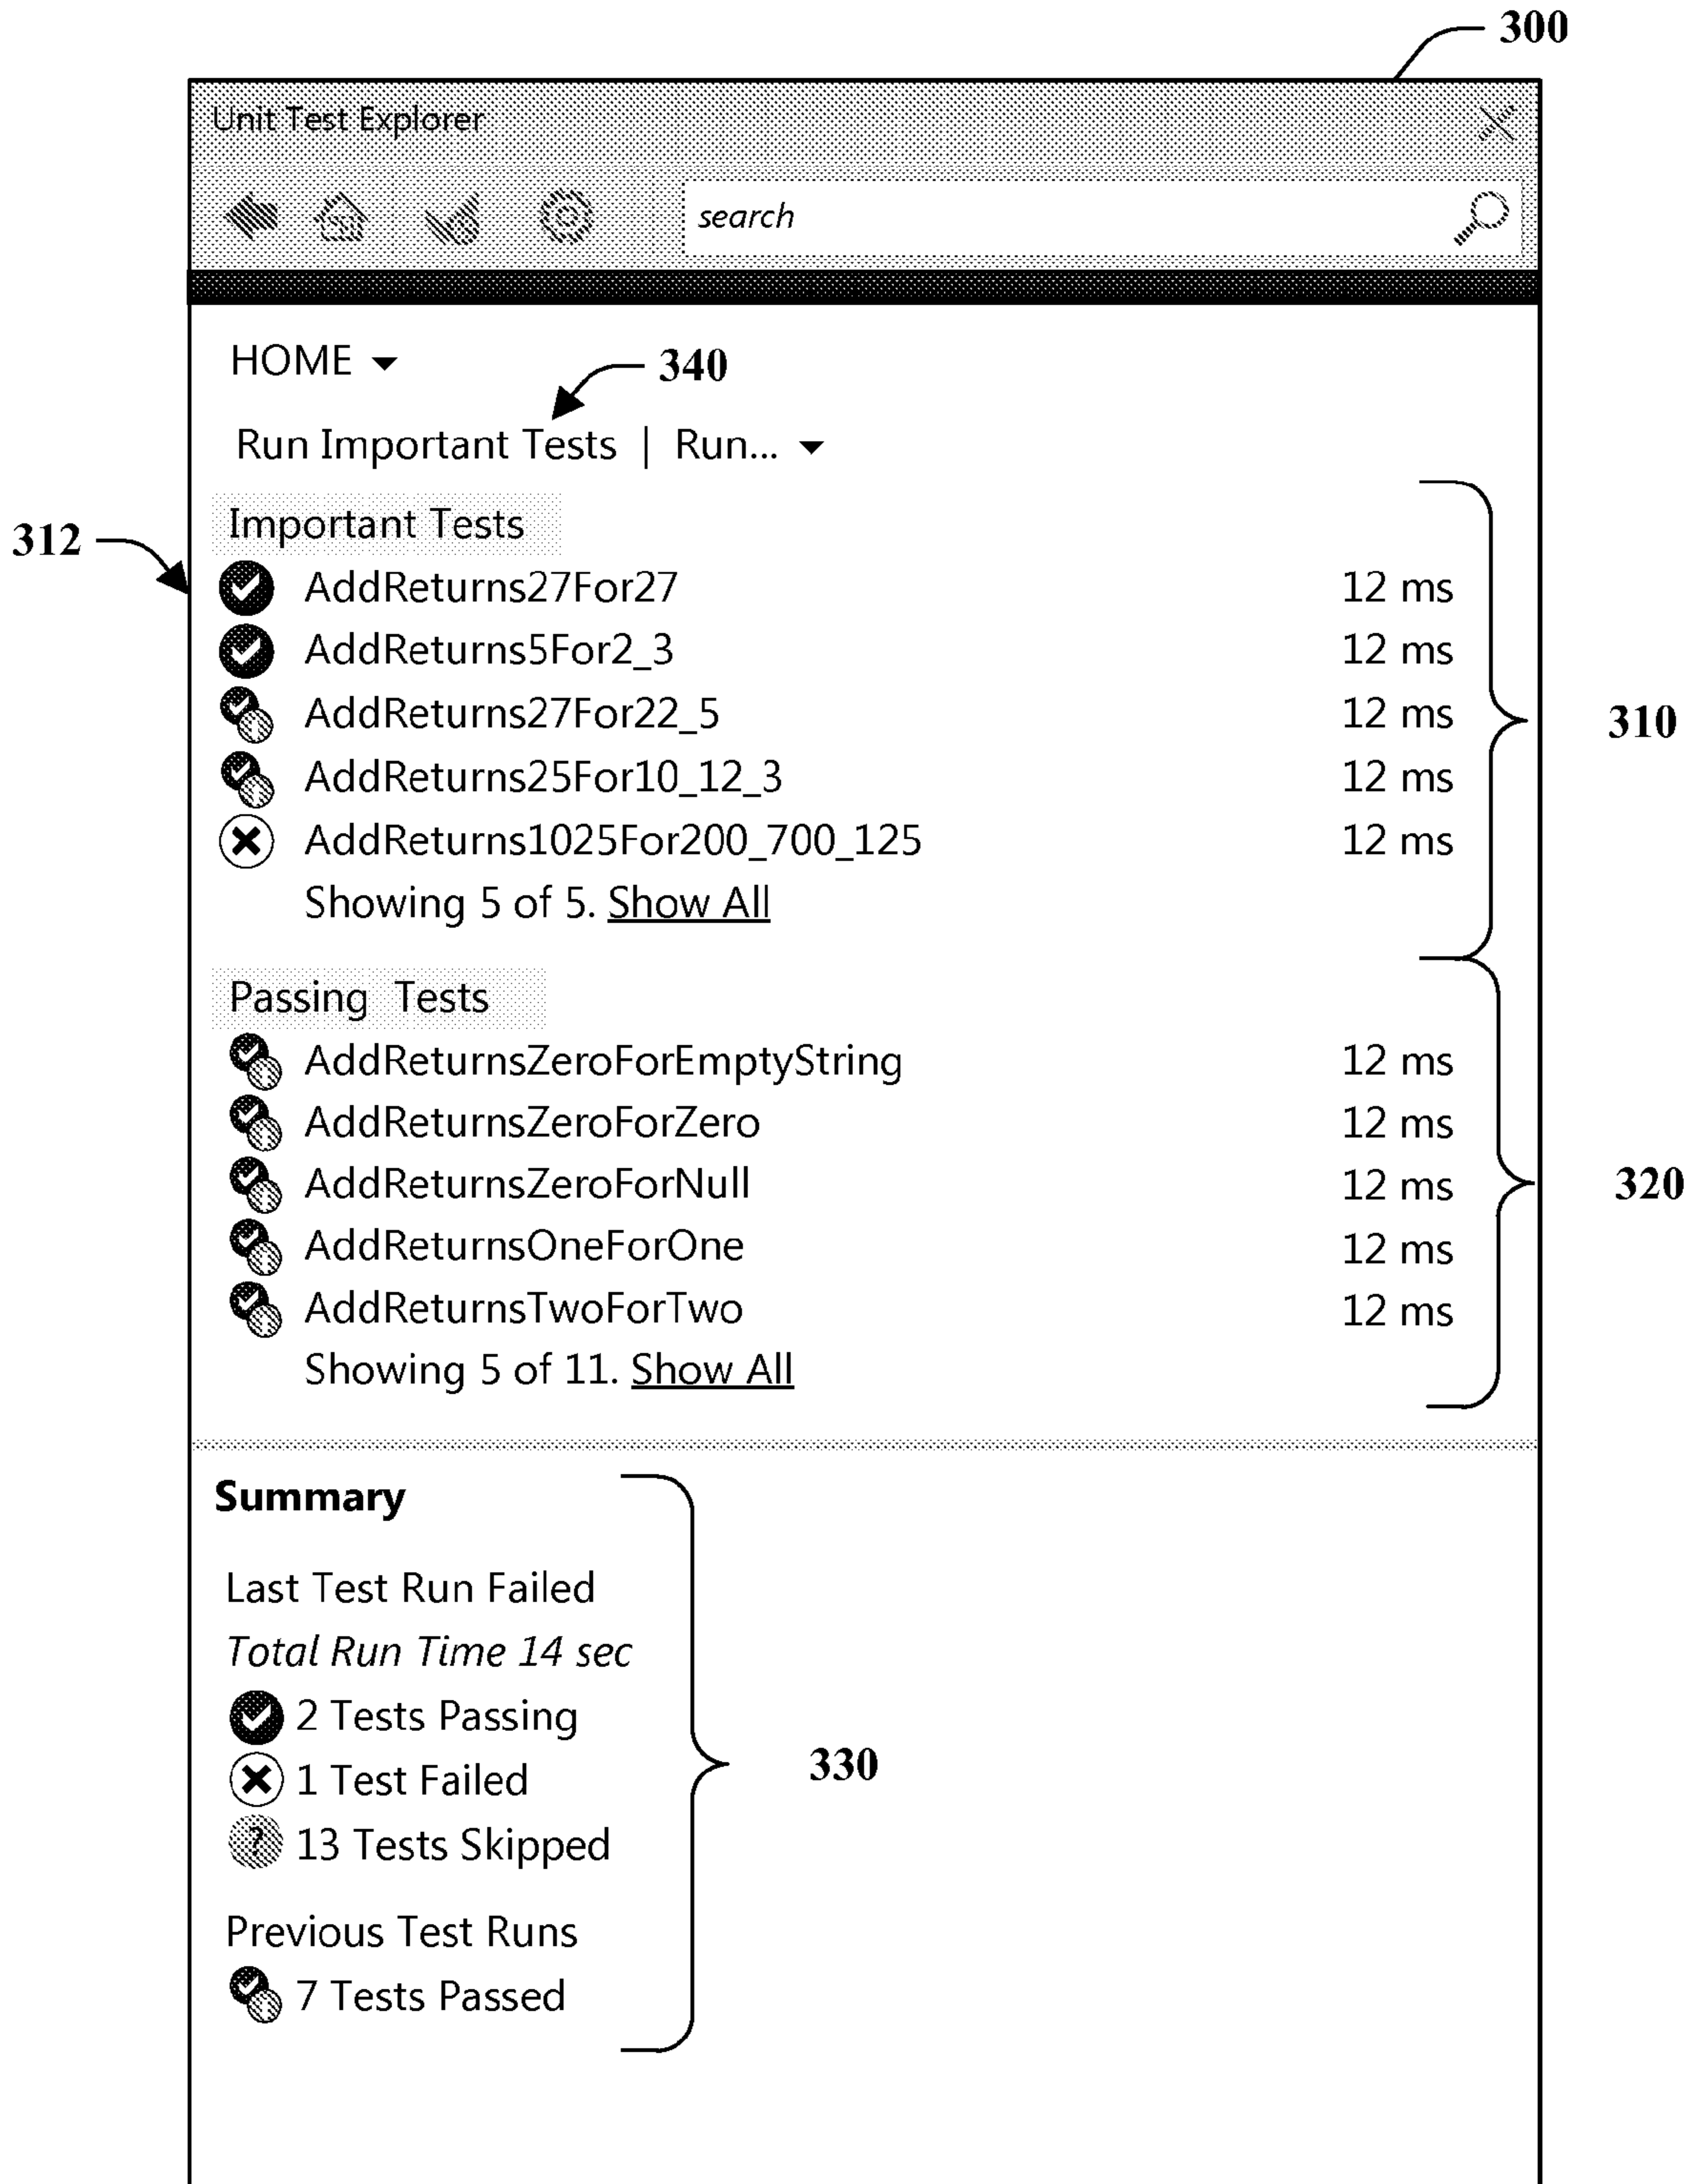 300
Unit Test Explorer
search
HOME
340
Run Important Tests | Run...
Important Tests
312
AddReturns27For27 12 ms
AddReturns5For2_3 12 ms
AddReturns27For22_5 12 ms
310
AddReturns25For10_12_3 12 ms
AddReturns1025For200_700_125 12 ms
Showing 5 of 5. Show All
Passing Tests
AddReturnsZeroForEmptyString 12 ms
AddReturnsZeroForZero 12 ms
AddReturnsZeroForNull 12 ms
320
AddReturnsOneForOne 12 ms
AddReturnsTwoForTwo 12 ms
Showing 5 of 11. Show All
Summary
Last Test Run Failed
Total Run Time 14 sec
2 Tests Passing
330
1 Test Failed
? 13 Tests Skipped
Previous Test Runs
7 Tests Passed